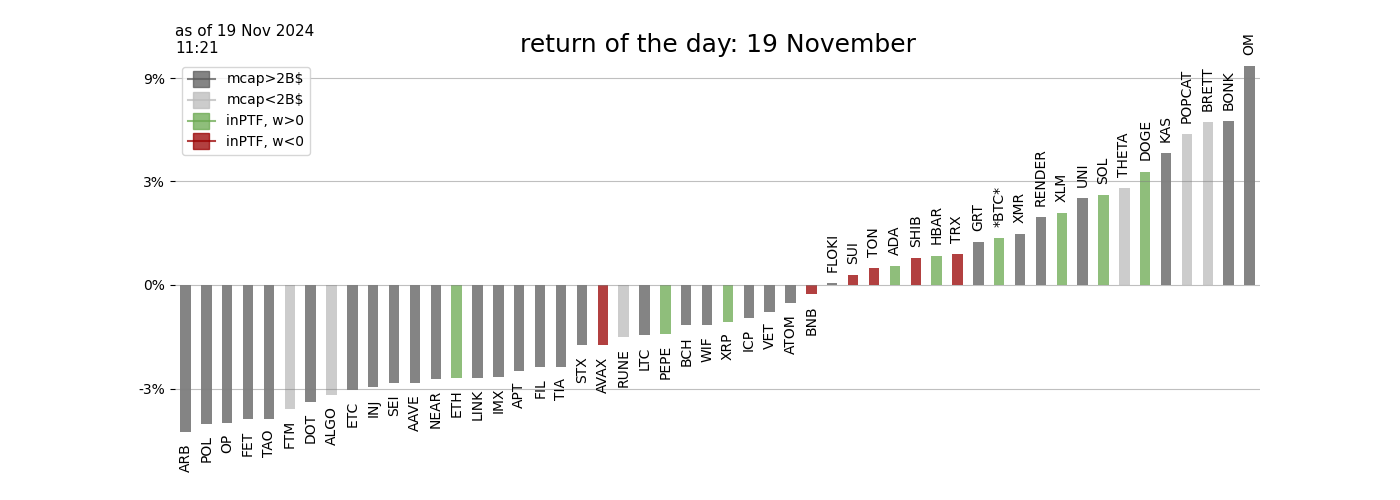 as of 19 Nov 2024
11:21
return of the day: 19 November
mcap>2B$
mcap<2B$
inPTF, w>0
inPTF, w<0
9%
3%
0%
-3%
ARB
POL
OP
FET
TAO
FTM
DOT
ALGO
ETC
INJ
SEI
AAVE
NEAR
ETH
LINK
IMX
APT
FIL
TIA
STX
AVAX
RUNE
LTC
PEPE
BCH
WIF
XRP
ICP
VET
ATOM
BNB
FLOKI
SUI
TON
ADA
SHIB
HBAR
TRX
GRT
*BTC*
XMR
RENDER
XLM
UNI
SOL
THETA
DOGE
KAS
POPCAT
BRETT
BONK
OM